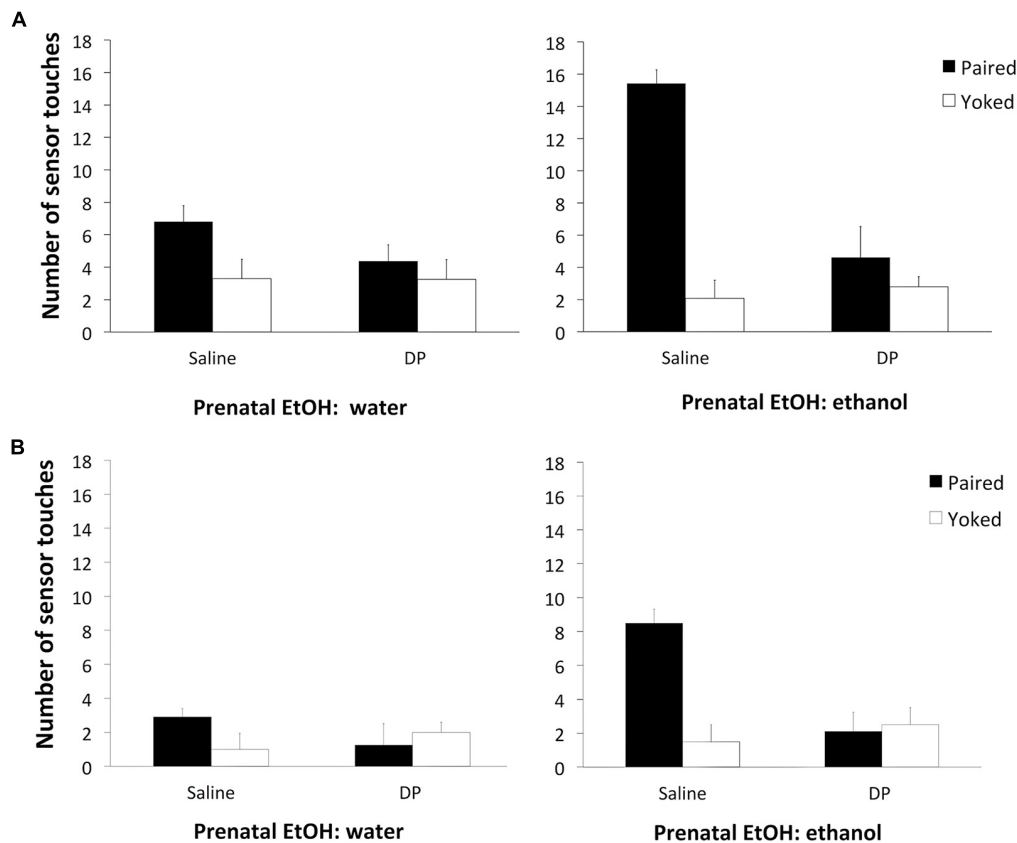 A
Number of sensor touches
18
16
14
12
10
8
6
4
2
0
Saline
DP
Prenatal EtOH: water
18
16
14
12
10
8
6
4
2
0
Saline
DP
Prenatal EtOH: ethanol
Paired
Yoked
B
Number of sensor touches
18
16
14
12
10
8
6
4
2
0
Saline
DP
Prenatal EtOH: water
18
16
14
12
10
8
6
4
2
0
Saline
DP
Prenatal EtOH: ethanol
Paired
Yoked